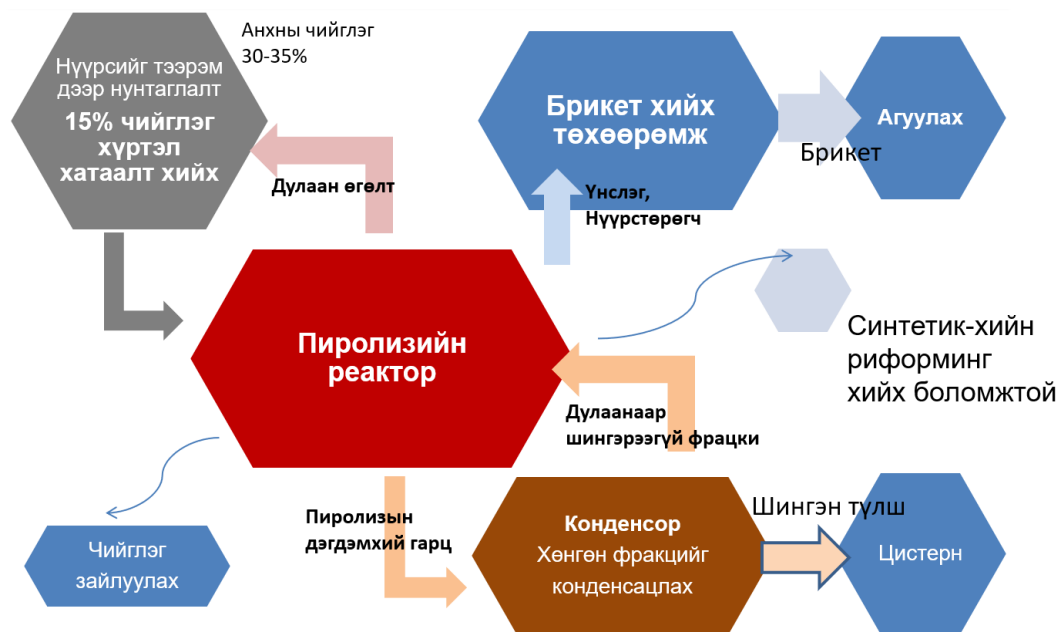 Анхны чийглэг
30-35%
Нүүрсийг тээрэм
дээр нунтаглалт
15% чийглэг
хүртэл
хатаалт хийх
Дулаан өгөлт
Брикет хийх
төхөөрөмж
Брикет
Агуулах
Үнслэг,
Нүүрстөрөгч
Пиролизийн
реактор
Синтетик-хийн
риформинг
хийх боломжтой
Дулаанаар
шингэрээгүй фрацки
Чийглэг
зайлуулах
Пиролизын
дэгдэмхий гарц
Конденсор
Хөнгөн фракцийг
конденсацлах
Шингэн түлш
Цистерн